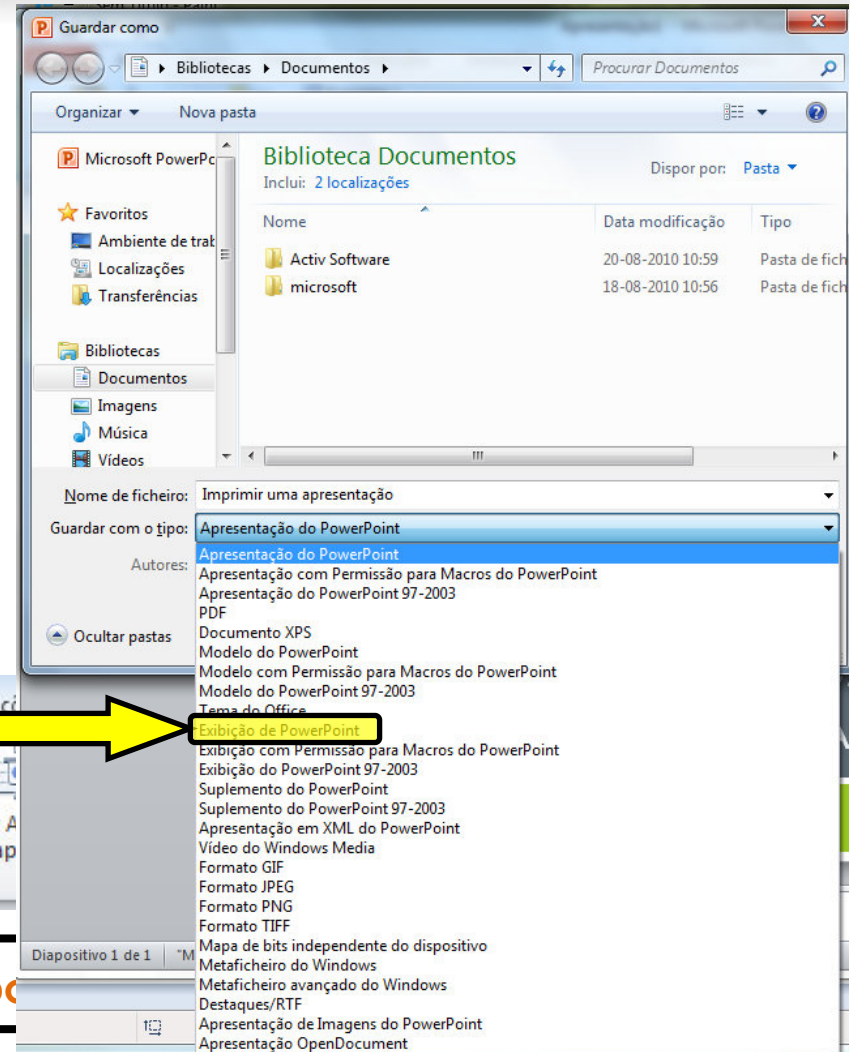 Guardar como
Bibliotecas Documentos
Procurar Documentos
Organizar Nova pasta
Microsoft PowerPc
Biblioteca Documentos
Inclui: 2 localizações
Dispor por: Pasta
Favoritos
Ambiente de trab
Localizações
Transferências
Bibliotecas
Documentos
Imagens
Música
Vídeos
Nome Data modificação Tipo
Activ Software 20-08-2010 10:59 Pasta de fich
microsoft 18-08-2010 10:56 Pasta de fich
Nome de ficheiro: Imprimir uma apresentação
Guardar com o tipo: Apresentação do PowerPoint
Autores:
Ocultar pastas
Apresentação do PowerPoint
Apresentação com Permissão para Macros do PowerPoint
Apresentação do PowerPoint 97-2003
PDF
Documento XPS
Modelo do PowerPoint
Modelo com Permissão para Macros do PowerPoint
Modelo do PowerPoint 97-2003
Tema do Office
Exibição de PowerPoint
Exibição com Permissão para Macros do PowerPoint
Exibição do PowerPoint 97-2003
Suplemento do PowerPoint
Suplemento do PowerPoint 97-2003
Apresentação em XML do PowerPoint
Vídeo do Windows Media
Formato GIF
Formato JPEG
Formato PNG
Formato TIFF
Mapa de bits independente do dispositivo
Metaficheiro do Windows
Metaficheiro avançado do Windows
Destaques/RTF
Apresentação de Imagens do PowerPoint
Apresentação OpenDocument
Diapositivo 1 de 1 "M